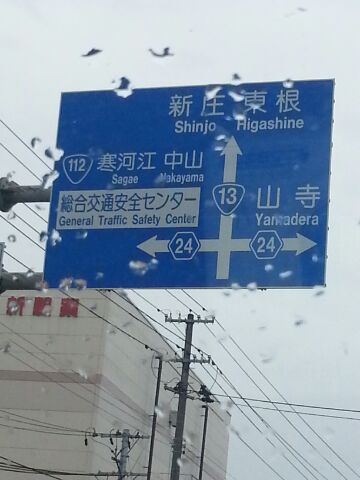 新庄 東根
Shinjo Higashine
112 寒河江 中山
Sagae Nakayama
総合交通安全センター
General Traffic Safety Center
13
山寺
Yamadera
24
24